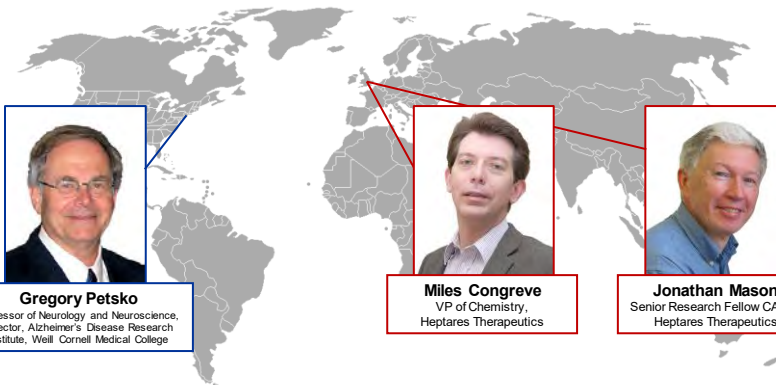 Gregory Petsko
essor of Neurology and Neuroscience,
ector, Alzheimer's Disease Research
stitute, Weill Cornell Medical College
Miles Congreve
VP of Chemistry,
Heptares Therapeutics
Jonathan Mason
Senior Research Fellow CA
Heptares Therapeutics